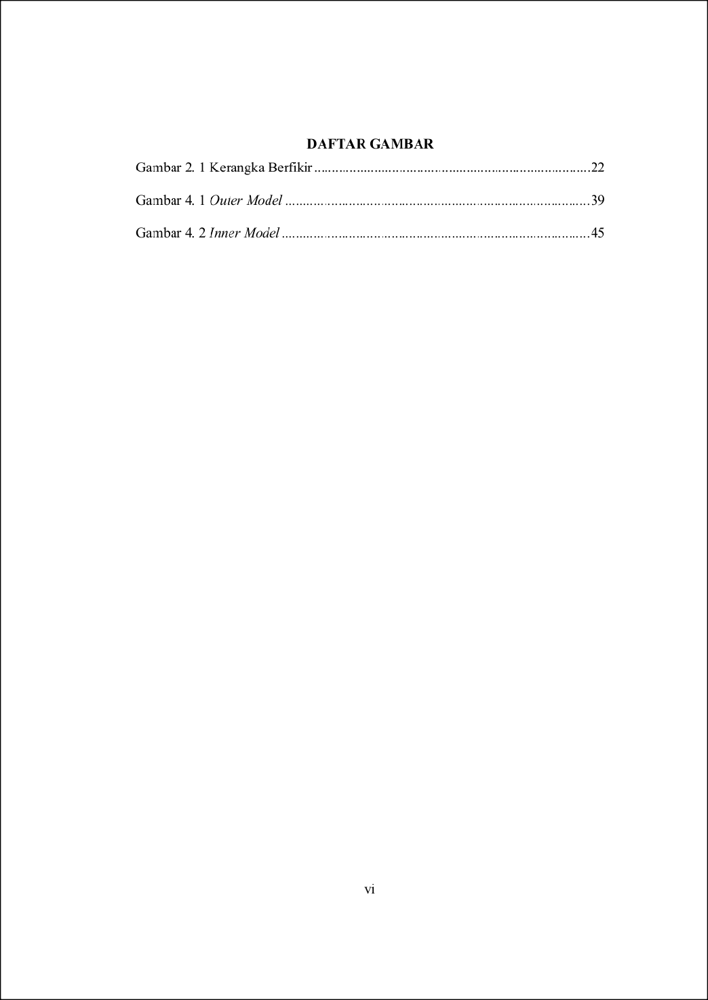 DAFTAR GAMBAR
Gambar 2. 1 Kerangka Berfikir..............................................................................22
Gambar 4. 1 Outer Model ......................................................................................39
Gambar 4. 2 Inner Model .......................................................................................45
vi